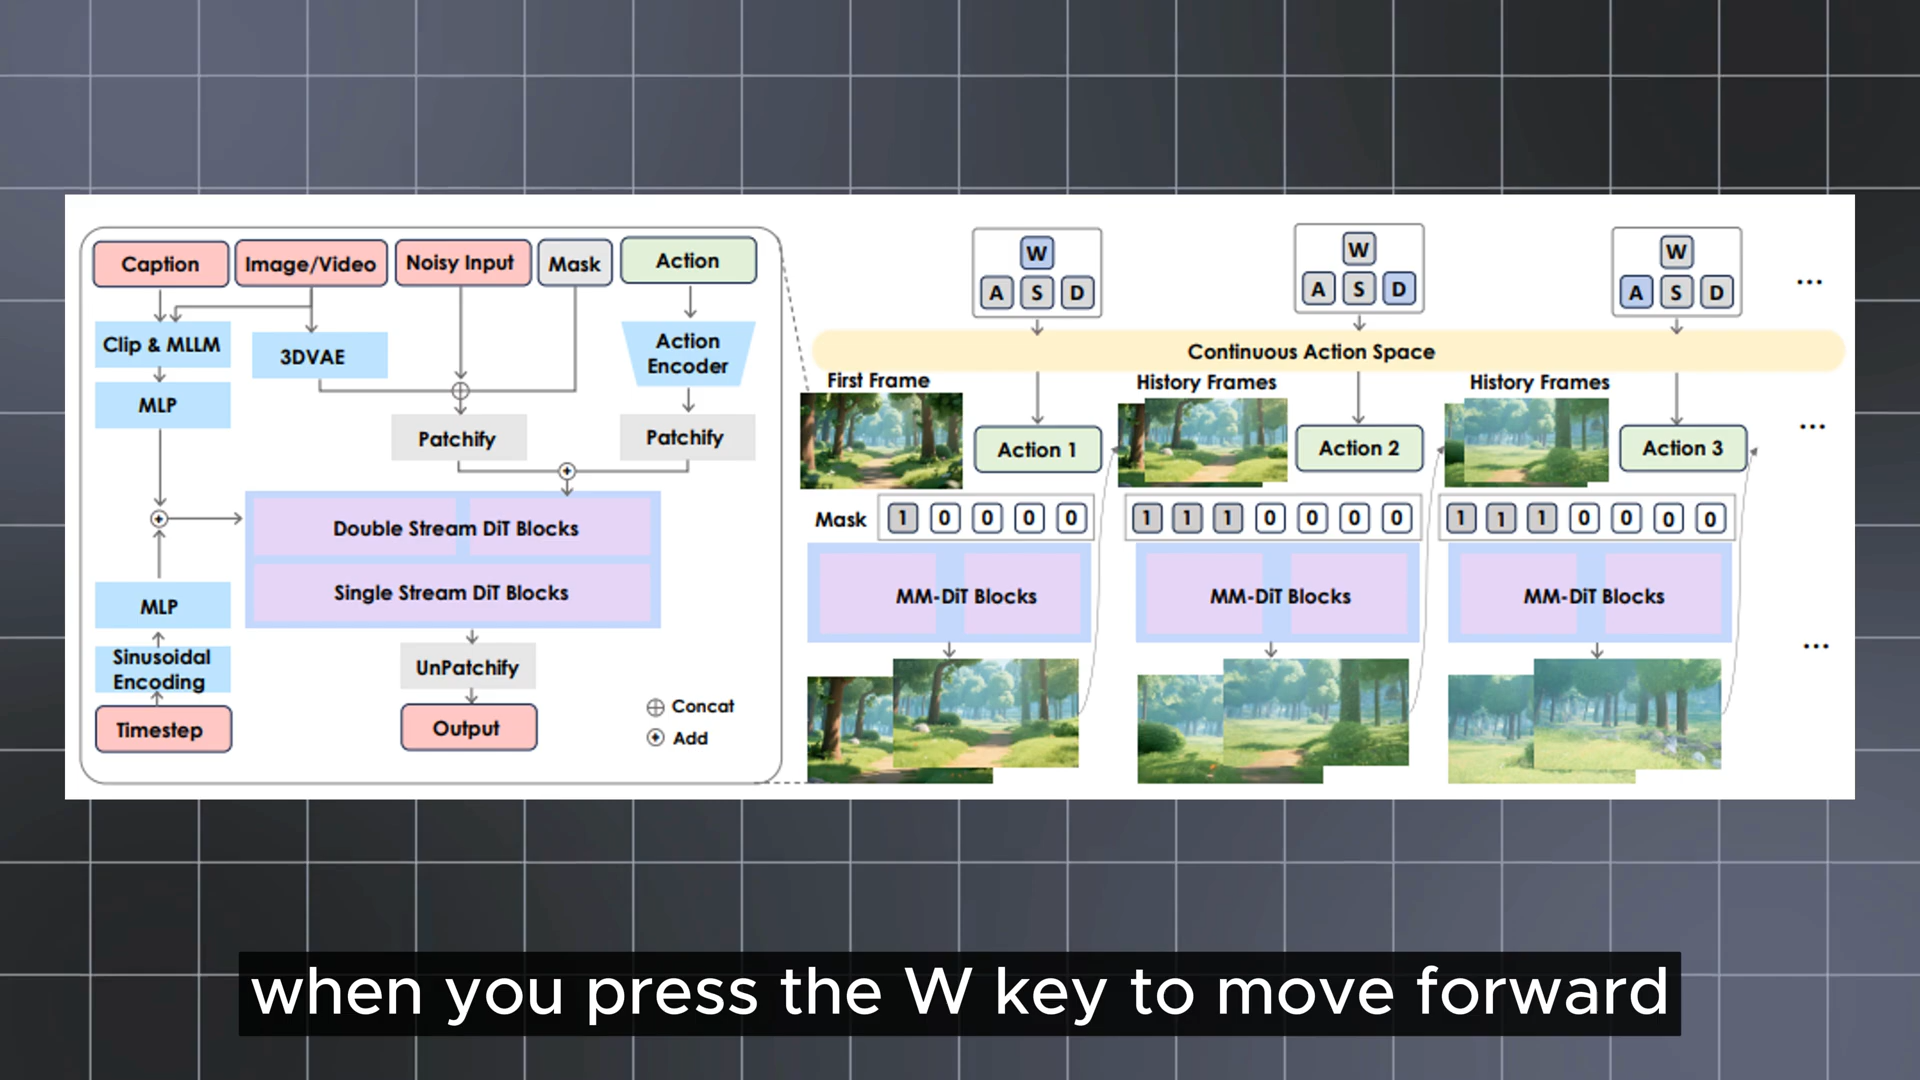 Caption
Image/Video
Noisy Input
Mask
Action
Clip & MLLM
3DVAE
Action
Encoder
MLP
Patchify
Patchify
Double Stream DiT Blocks
Single Stream DiT Blocks
MLP
Sinusoidal
Encoding
Timestep
UnPatchify
Output
Concat
Add
W
A S D
W
A S D
W
A S D
...
Continuous Action Space
First Frame
History Frames
History Frames
Action 1
Action 2
Action 3
...
Mask
1 0 0 0 0
1 1 1 0 0 0 0
1 1 1 0 0 0 0
MM-DiT Blocks
MM-DiT Blocks
MM-DiT Blocks
...
when you press the W key to move forward